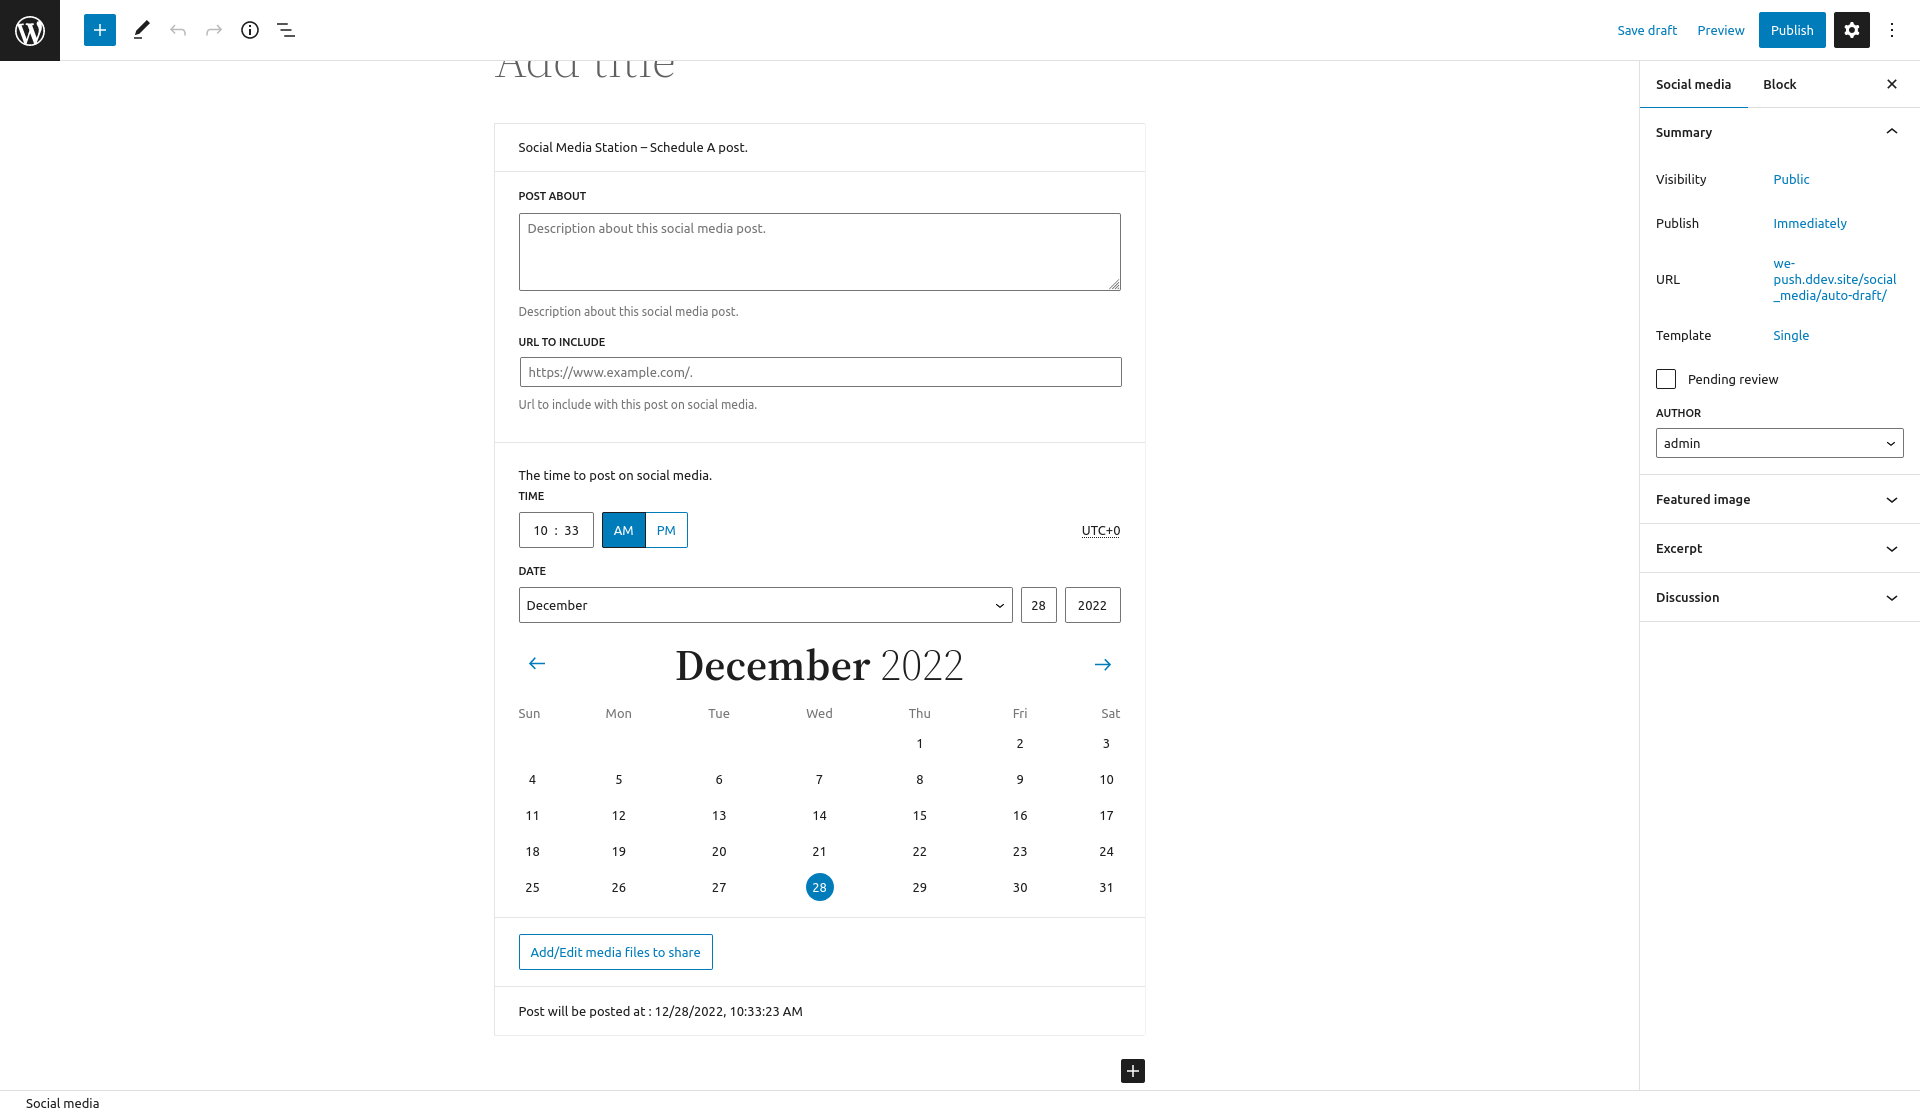 Save draft
Preview
Publish
Add title
Social Media Station – Schedule A post.
POST ABOUT
Description about this social media post.
Description about this social media post.
URL TO INCLUDE
https://www.example.com/.
Url to include with this post on social media.
The time to post on social media.
TIME
10 : 33 AM PM UTC+0
DATE
December 28 2022
December 2022
Sun Mon Tue Wed Thu Fri Sat
1 2 3
4 5 6 7 8 9 10
11 12 13 14 15 16 17
18 19 20 21 22 23 24
25 26 27 28 29 30 31
Add/Edit media files to share
Post will be posted at : 12/28/2022, 10:33:23 AM
Social media Block
Summary
Visibility Public
Publish Immediately
URL we-
push.ddev.site/social
_media/auto-draft/
Template Single
Pending review
AUTHOR
admin
Featured image
Excerpt
Discussion
Social media